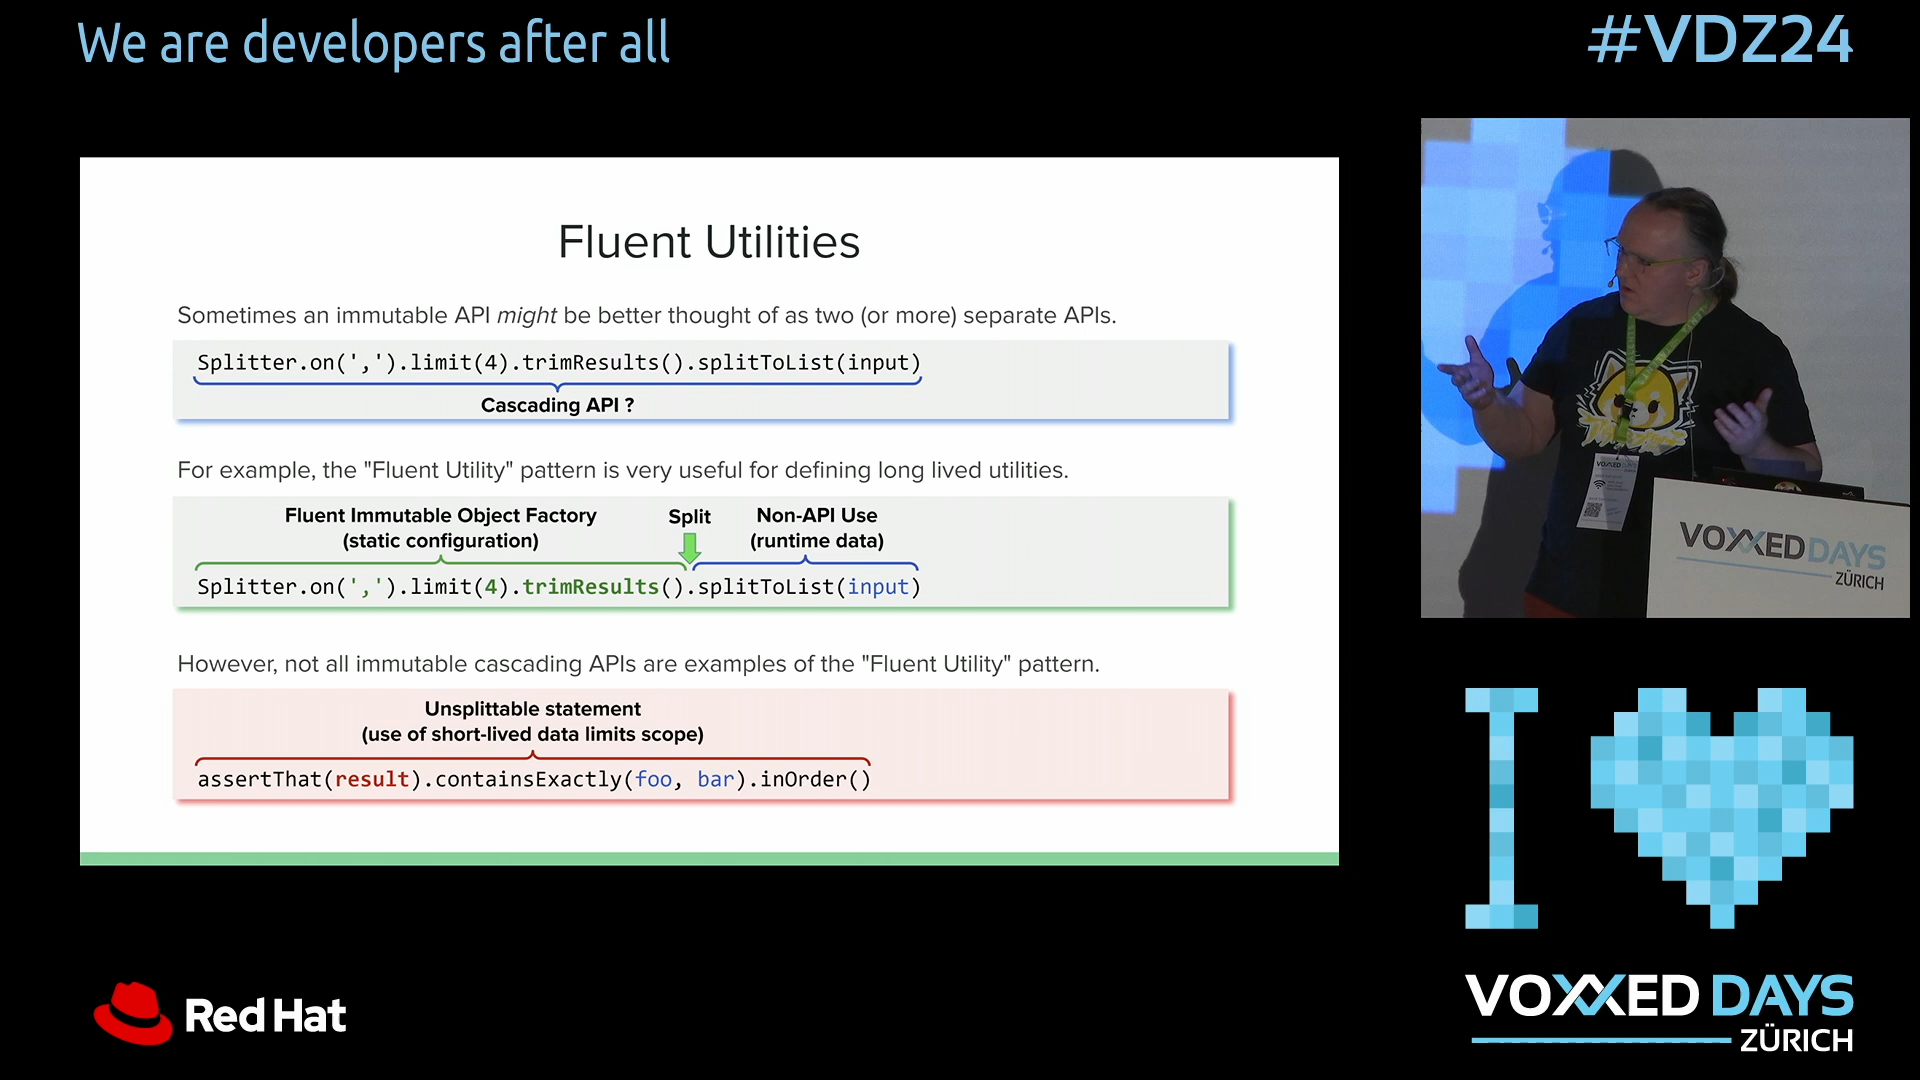 We are developers after all
#VDZ24
Fluent Utilities
Sometimes an immutable API might be better thought of as two (or more) separate APIs.
Splitter.on(',').limit(4).trimResults().splitToList(input)
Cascading API ?
For example, the "Fluent Utility" pattern is very useful for defining long lived utilities.
Fluent Immutable Object Factory
(static configuration)
Split
Non-API Use
(runtime data)
Splitter.on(',').limit(4).trimResults().splitToList(input)
However, not all immutable cascading APIs are examples of the "Fluent Utility" pattern.
Unsplittable statement
(use of short-lived data limits scope)
assertThat(result).containsExactly(foo, bar).inOrder()
VOXXED DAYS
ZÜRICH
VOXXED DAYS
ZÜRICH
I
Red Hat
VOXXED DAYS
ZÜRICH